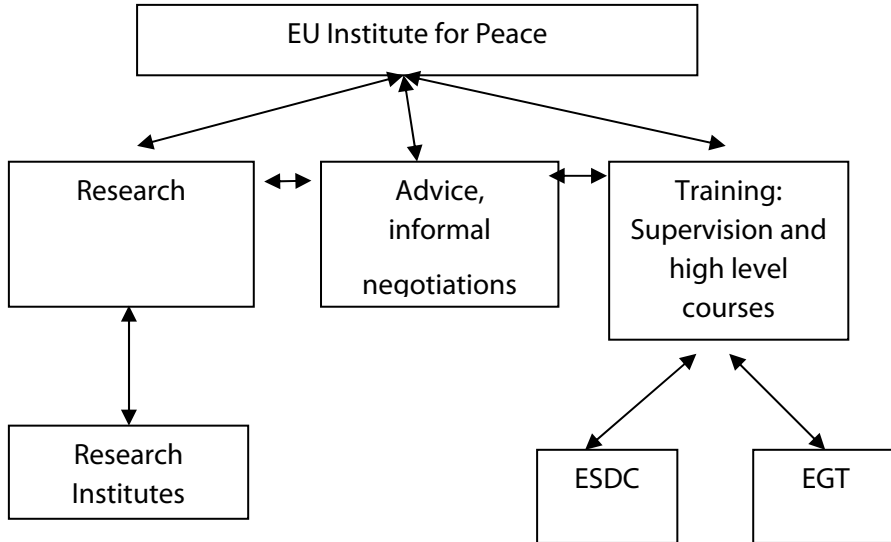 EU Institute for Peace
Research
Advice,
informal
negotiations
Training:
Supervision and
high level
courses
Research
Institutes
ESDC
EGT